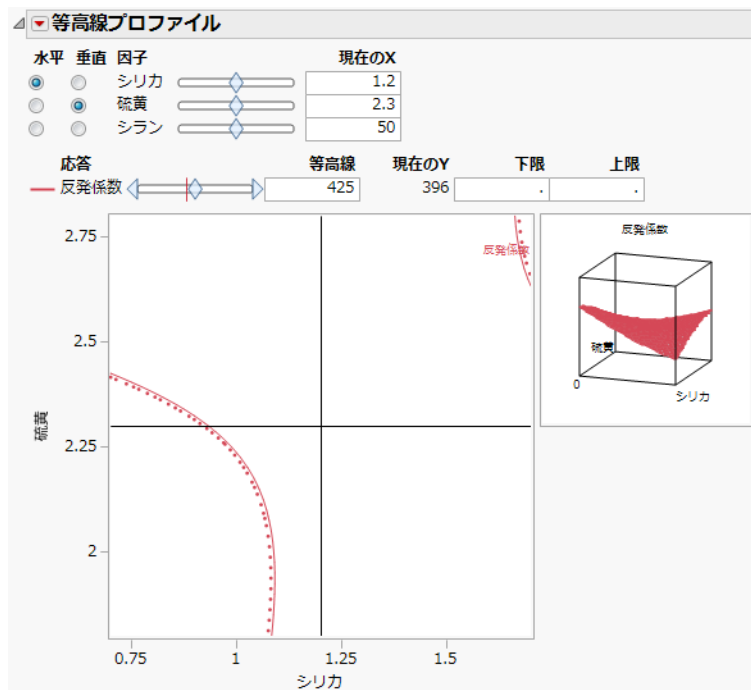 等高線プロファイル
水平 垂直 因子 現在のX
シリカ 1.2
硫黄 2.3
シラン 50
応答 等高線 現在のY 下限 上限
反発係数 425 396 . .
反発係数
2.75
反発係数
2.5
硫黄
0
シリカ
2.25
硫黄
2
0.75 1 1.25 1.5
シリカ